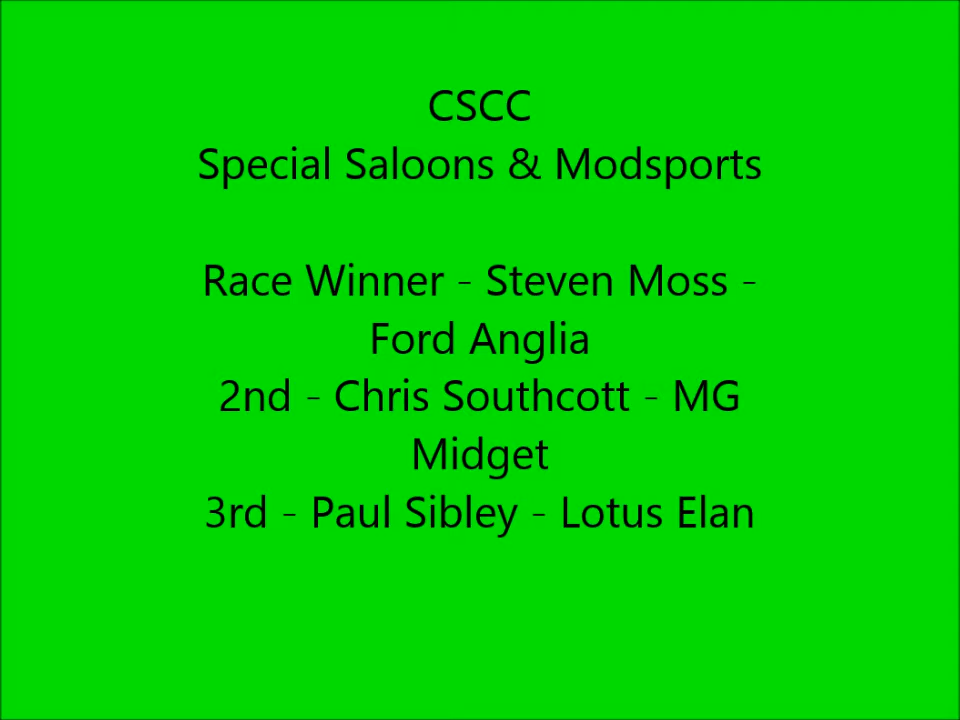 CSCC
Special Saloons & Modsports
Race Winner - Steven Moss -
Ford Anglia
2nd - Chris Southcott - MG
Midget
3rd - Paul Sibley - Lotus Elan